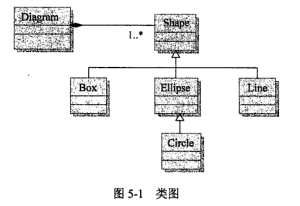 Diagram
Shape
1..*
Box
Ellipse
Line
Circle
图 5-1 类图